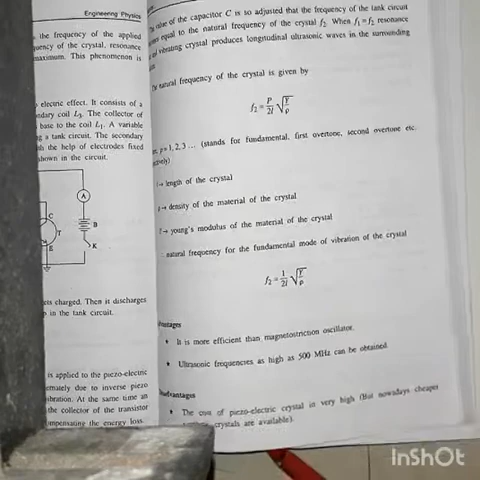 Engineering Physics
the frequency of the applied
quency of the crystal, resonance
maximum. This phenomenon is
electric effect. It consists of a
ndary coil L₃. The collector of
base to the coil L₁. A variable
g a tank circuit. The secondary
th the help of electrodes fixed
shown in the circuit.
A
C
B
T
E
K
ets charged. Then it discharges
p in the tank circuit.
is applied to the piezo-electric
mately due to inverse piezo
ibration. At the same time an
the collector of the transistor
mpensating the energy loss.
value of the capacitor C is so adjusted that the frequency of the tank circuit
equal to the natural frequency of the crystal f₂. When f₁ = f₂ resonance
vibrating crystal produces longitudinal ultrasonic waves in the surrounding
natural frequency of the crystal is given by
f₂ = P/2l √(Y/ρ)
p = 1, 2, 3 ... (stands for fundamental, first overtone, second overtone etc.
ctively)
l → length of the crystal
→ density of the material of the crystal
→ young's modulus of the material of the crystal
natural frequency for the fundamental mode of vibration of the crystal
f₂ = 1/2l √(Y/ρ)
antages
• It is more efficient than magnetostriction oscillator.
• Ultrasonic frequencies as high as 500 MHz can be obtained.
advantages
• The cost of piezo-electric crystal is very high (But nowadays cheaper
crystals are available).
InShOt